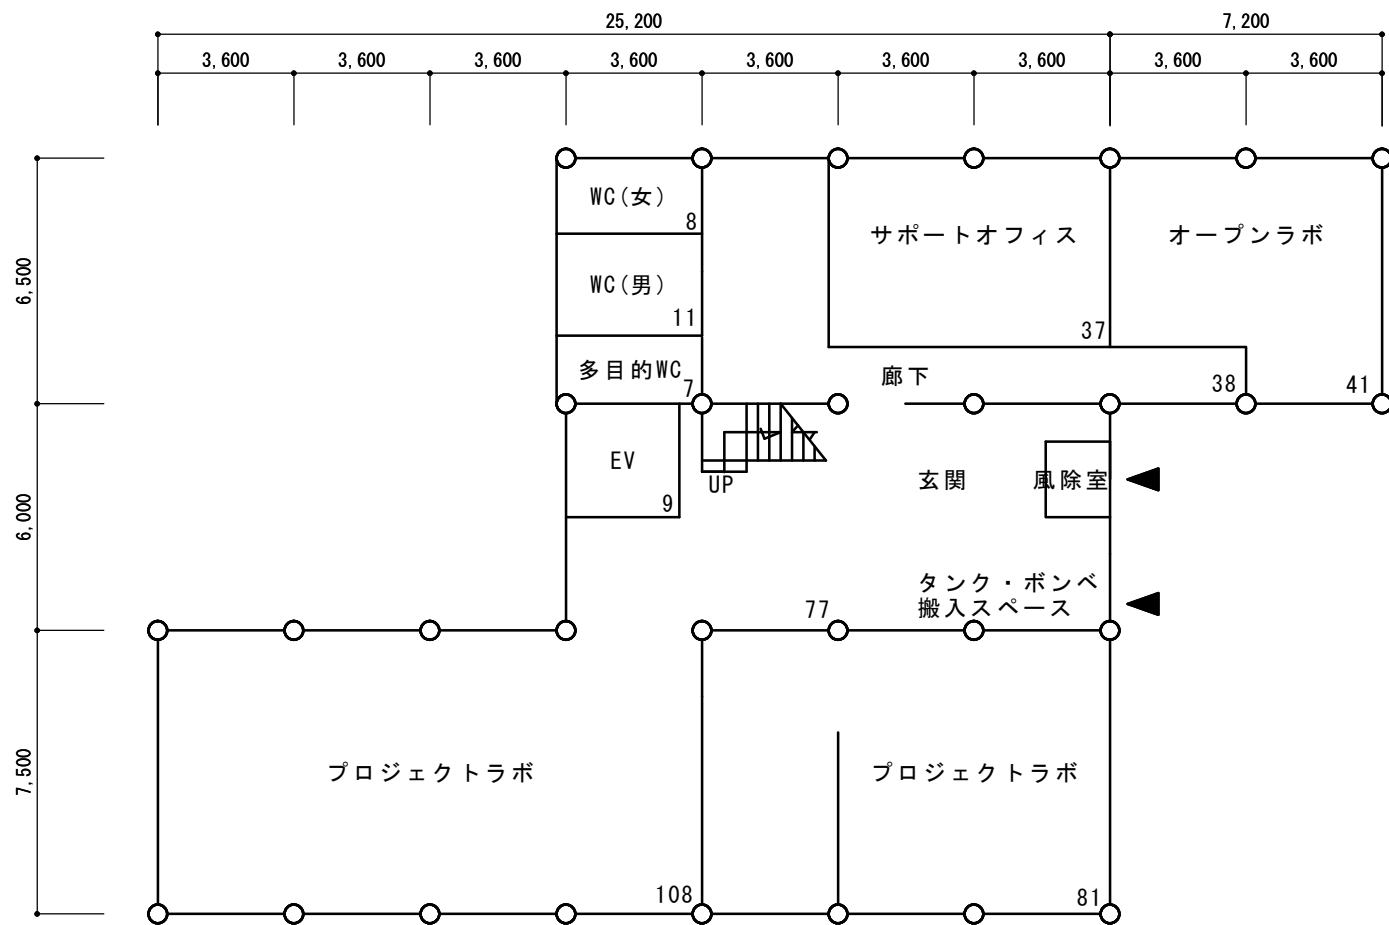 25,200 7,200
3,600 3,600 3,600 3,600 3,600 3,600 3,600 3,600 3,600
6,500
6,000
7,500
WC(女)
8
サポートオフィス
オープンラボ
WC(男)
11
37
多目的WC
7
廊下
38
41
EV
9
UP
玄関
風除室
タンク・ボンベ
搬入スペース
77
プロジェクトラボ
108
プロジェクトラボ
81